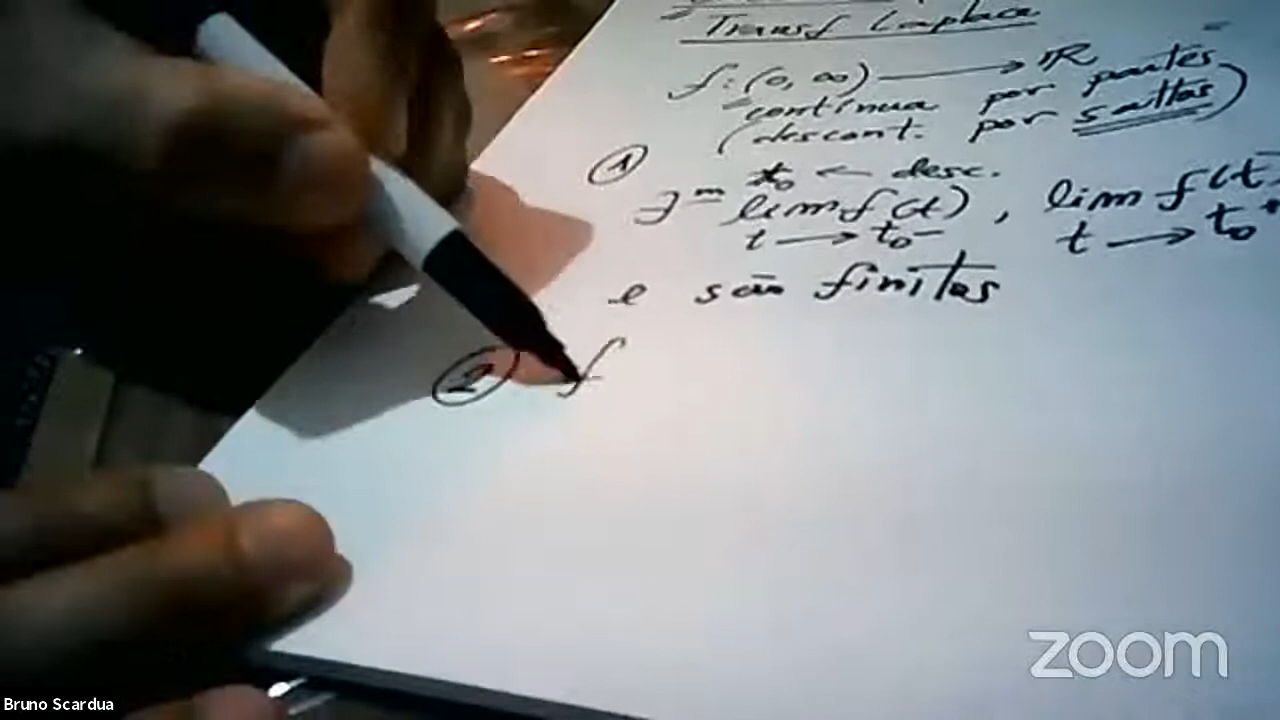 Transf Laplace
f: (0, ∞) → ℝ
contínua por partes
(descont. por saltos)
① t₀ ← desc.
∃m lim f(t) , lim f(t)
t → t₀⁻ t → t₀⁺
e são finitos
② f
zoom
Bruno Scardua